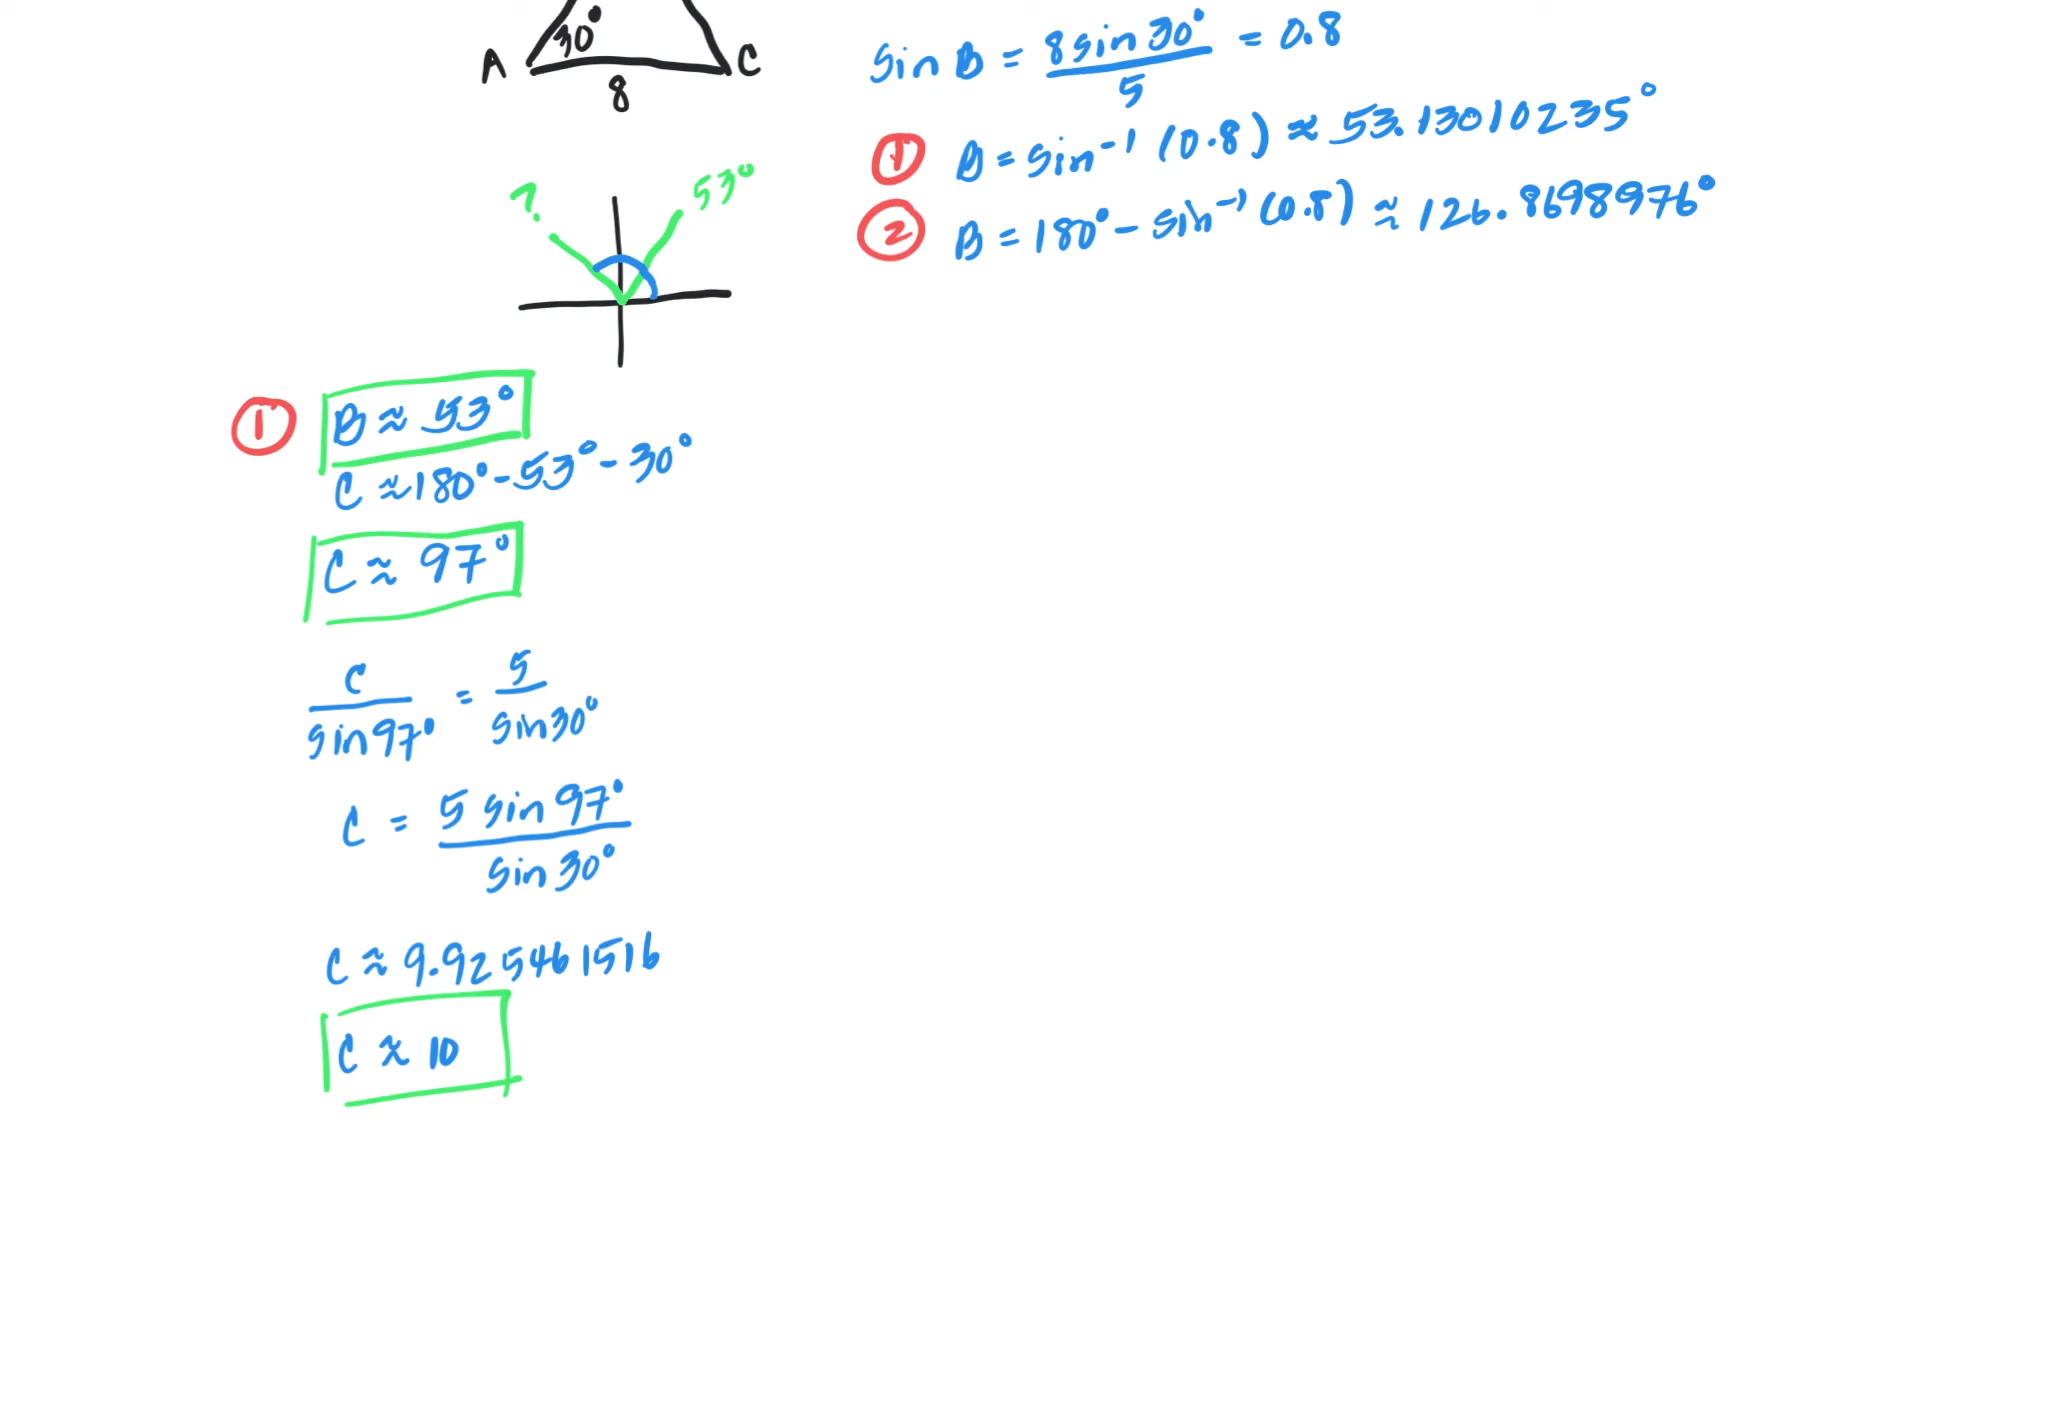 30°
A C
8
sin B = 8 sin 30° / 5 = 0.8
① B = sin⁻¹ (0.8) ≈ 53.13010235°
② B = 180° - sin⁻¹ (0.8) ≈ 126.8698976°
? 53°
① B ≈ 53°
C ≈ 180° - 53° - 30°
C ≈ 97°
c / sin 97° = 5 / sin 30°
c = 5 sin 97° / sin 30°
c ≈ 9.925461516
c ≈ 10